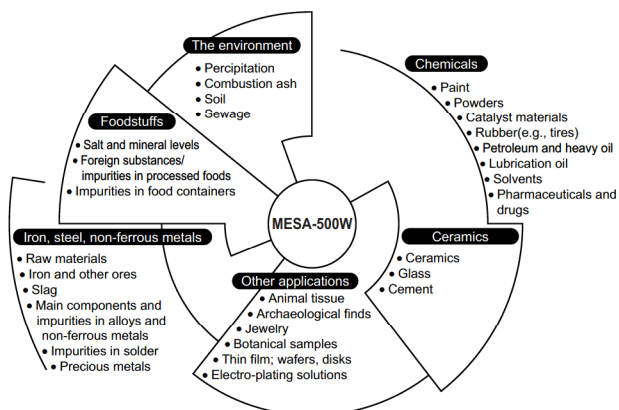 The environment
• Percipitation
• Combustion ash
• Soil
• Sewage
Chemicals
• Paint
• Powders
• Catalyst materials
• Rubber(e.g., tires)
• Petroleum and heavy oil
• Lubrication oil
• Solvents
• Pharmaceuticals and
drugs
Foodstuffs
• Salt and mineral levels
• Foreign substances/
impurities in processed foods
• Impurities in food containers
MESA-500W
Iron, steel, non-ferrous metals
• Raw materials
• Iron and other ores
• Slag
• Main components and
impurities in alloys and
non-ferrous metals
• Impurities in solder
• Precious metals
Other applications
• Animal tissue
• Archaeological finds
• Jewelry
• Botanical samples
• Thin film; wafers, disks
• Electro-plating solutions
Ceramics
• Ceramics
• Glass
• Cement